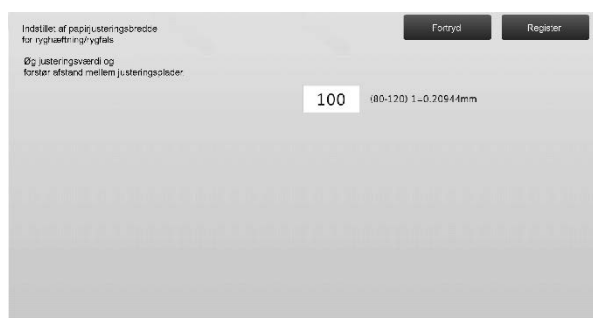 Indstillet af papirjusteringsbredde
for ryghæftning/rygfals
Fortryd
Register
Øg justeringsværdi og
forstør afstand mellem justeringsplader.
100
(80-120) 1=0.20944mm